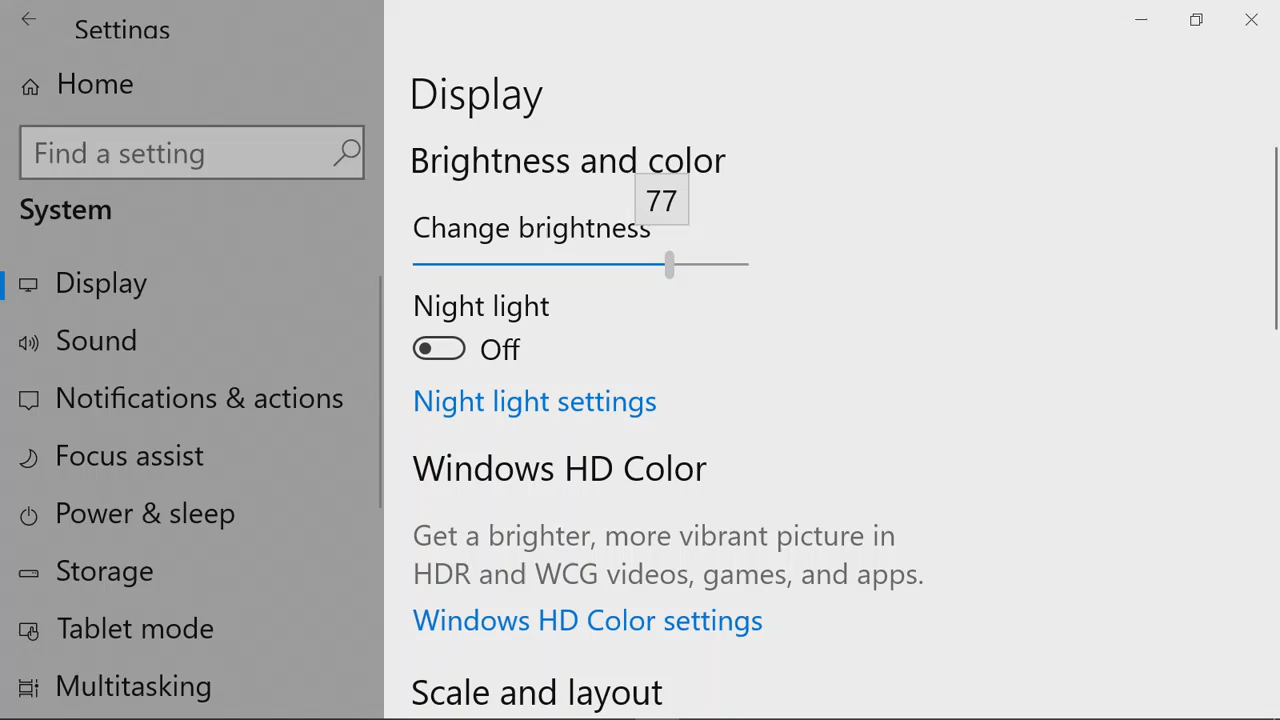 Settings
Home
Find a setting
System
Display
Sound
Notifications & actions
Focus assist
Power & sleep
Storage
Tablet mode
Multitasking
Display
Brightness and color
77
Change brightness
Night light
Off
Night light settings
Windows HD Color
Get a brighter, more vibrant picture in
HDR and WCG videos, games, and apps.
Windows HD Color settings
Scale and layout